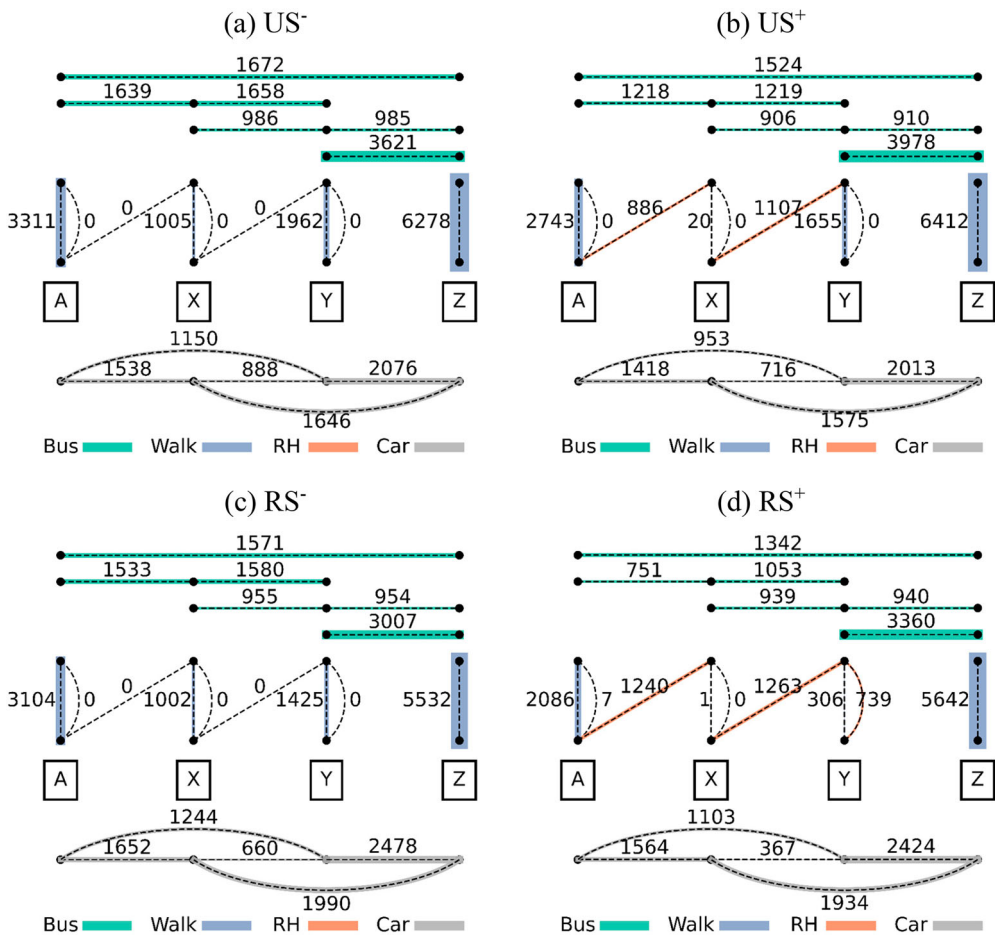 (a) US-
1672
1639 1658
986 985
3621
3311 0 0 1005 0 0 1962 0 6278
A X Y Z
1150
1538 888 2076
1646
Bus Walk RH Car
(b) US+
1524
1218 1219
906 910
3978
2743 0 886 20 0 1107 1655 0 6412
A X Y Z
953
1418 716 2013
1575
Bus Walk RH Car
(c) RS-
1571
1533 1580
955 954
3007
3104 0 0 1002 0 0 1425 0 5532
A X Y Z
1244
1652 660 2478
1990
Bus Walk RH Car
(d) RS+
1342
751 1053
939 940
3360
2086 7 1240 1 0 1263 306 739 5642
A X Y Z
1103
1564 367 2424
1934
Bus Walk RH Car